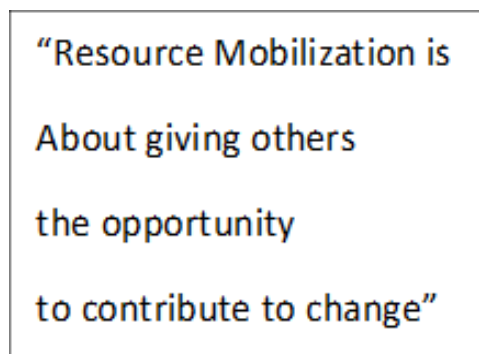 “Resource Mobilization is
About giving others
the opportunity
to contribute to change”